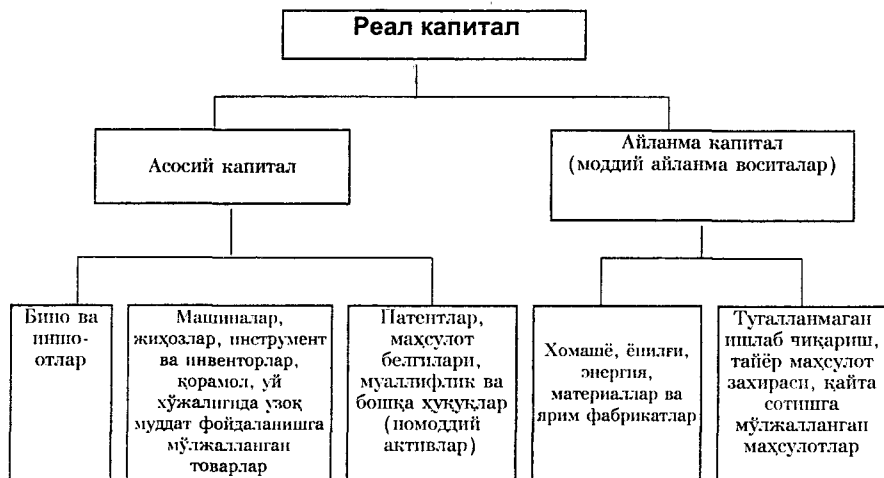 Реал капитал
Асосий капитал
Айланма капитал
(моддий айланма воситалар)
Бино ва
иншо-
отлар
Машиналар,
жиҳозлар, инструмент
ва инвенторлар,
қорамол, уй
хўжалигида узоқ
муддат фойдаланишга
мўлжалланган
товарлар
Патентлар,
маҳсулот
белгилари,
муаллифлик ва
бошқа ҳуқуқлар
(номоддий
активлар)
Хомашё, ёнилғи,
энергия,
материаллар ва
ярим фабрикатлар
Тугалланмаган
ишлаб чиқариш,
тайёр маҳсулот
захираси, қайта
сотишга
мўлжалланган
маҳсулотлар